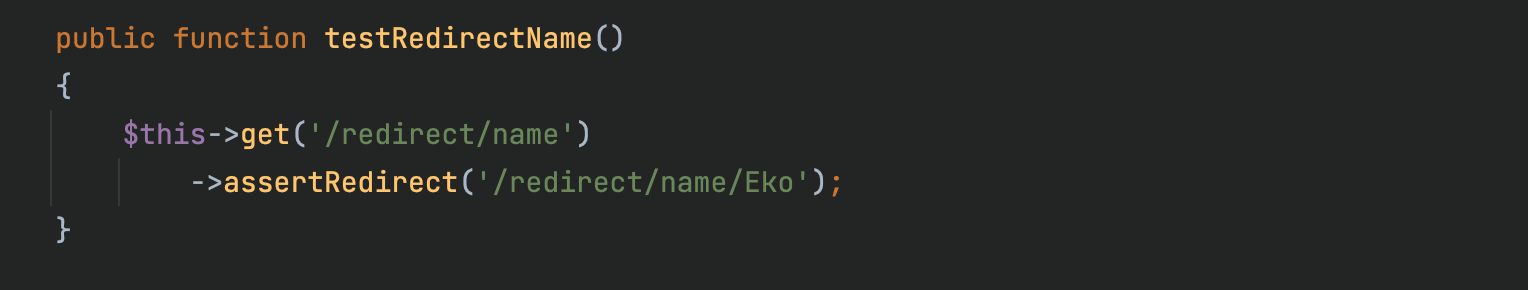 public function testRedirectName()
{
    $this->get('/redirect/name')
        ->assertRedirect('/redirect/name/Eko');
}